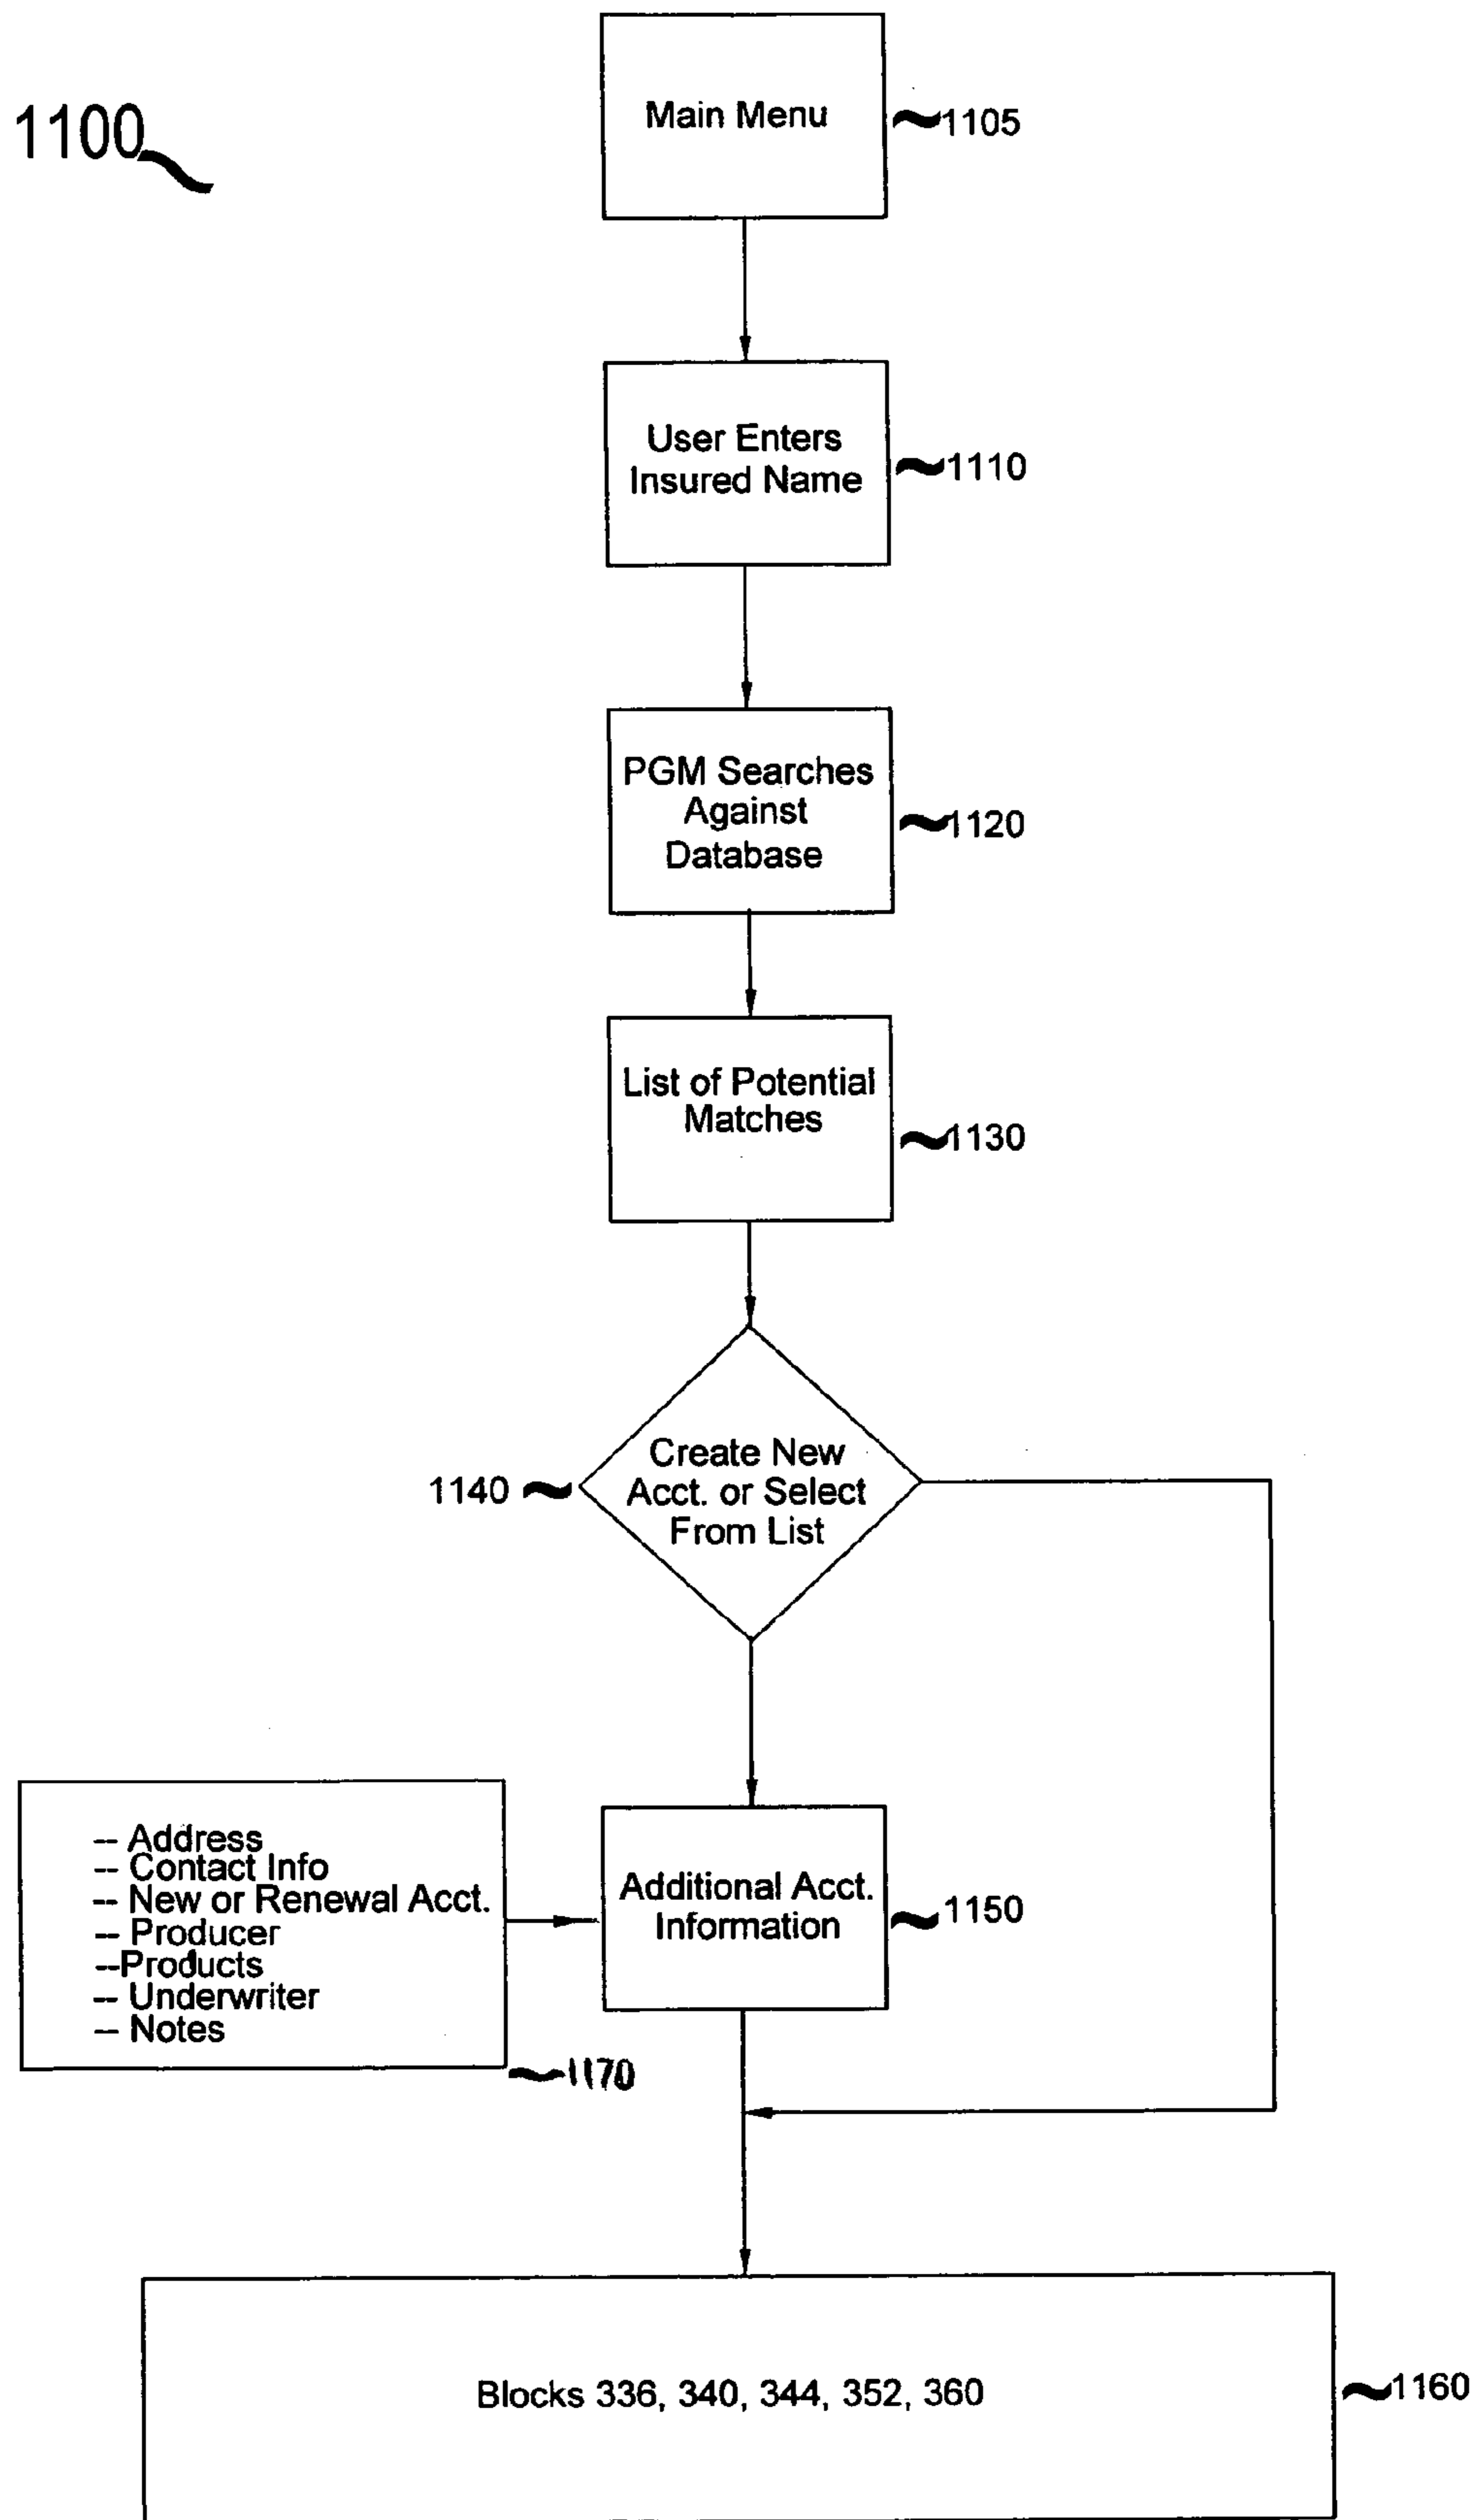 1100
Main Menu
1105
User Enters
Insured Name
1110
PGM Searches
Against
Database
1120
List of Potential
Matches
1130
1140
Create New
Acct. or Select
From List
-- Address
-- Contact Info
-- New or Renewal Acct.
-- Producer
--Products
-- Underwriter
-- Notes
1170
Additional Acct.
Information
1150
Blocks 336, 340, 344, 352, 360
1160